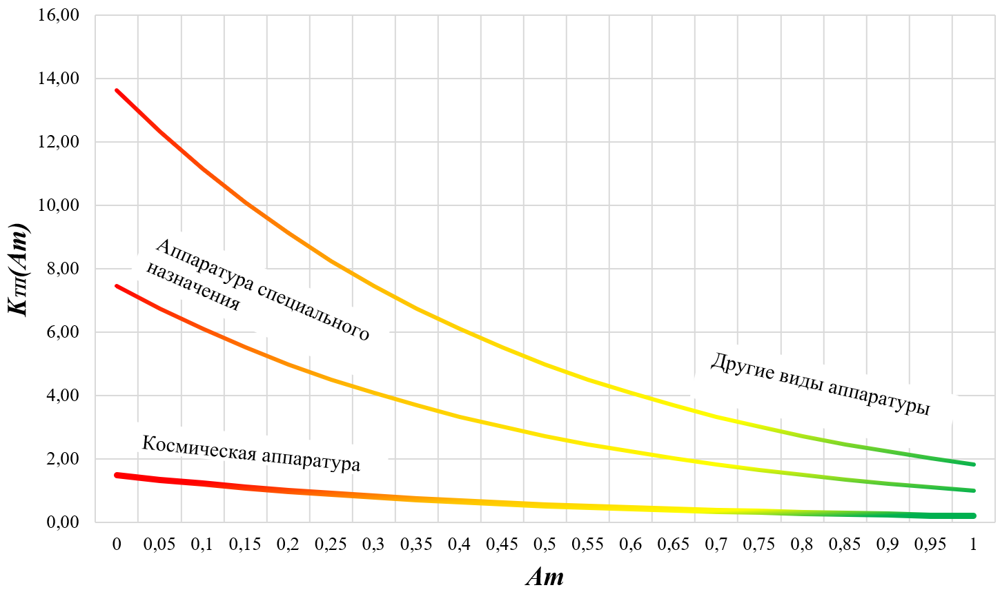 16,00
14,00
12,00
10,00
8,00
6,00
4,00
2,00
0,00
Kтп(Ат)
Аппаратура специального
назначения
Другие виды аппаратуры
Космическая аппаратура
0 0,05 0,1 0,15 0,2 0,25 0,3 0,35 0,4 0,45 0,5 0,55 0,6 0,65 0,7 0,75 0,8 0,85 0,9 0,95 1
Ат